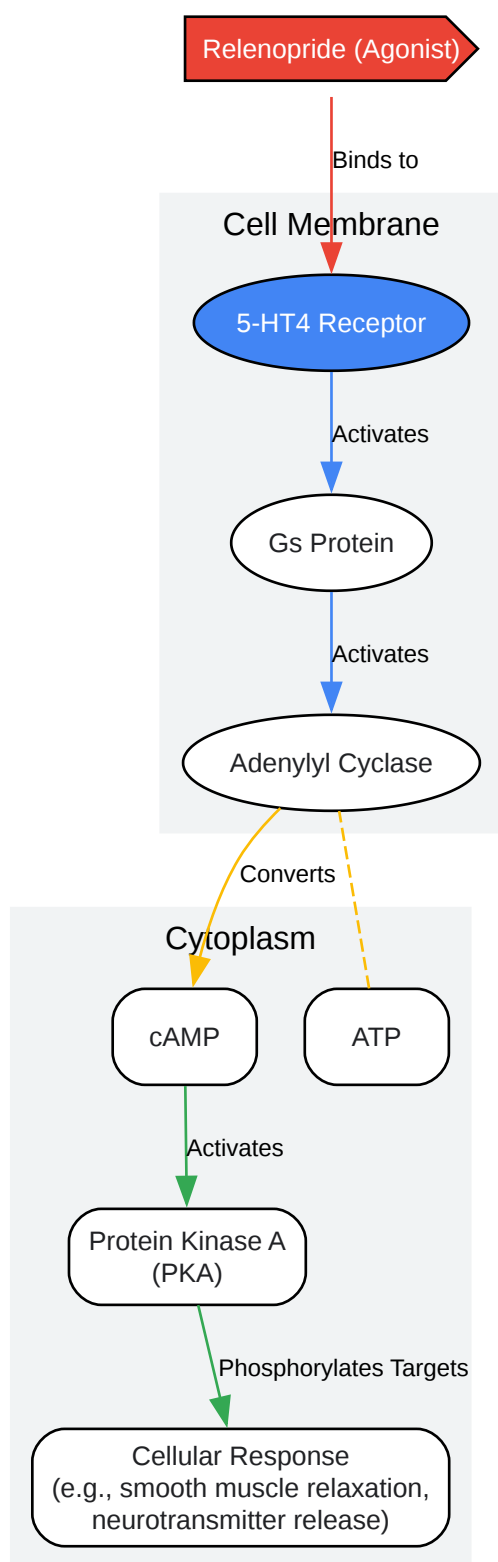 Relenopride (Agonist)
Binds to
Cell Membrane
5-HT4 Receptor
Activates
Gs Protein
Activates
Adenylyl Cyclase
Converts
Cytoplasm
cAMP
ATP
Activates
Protein Kinase A
(PKA)
Phosphorylates Targets
Cellular Response
(e.g., smooth muscle relaxation,
neurotransmitter release)